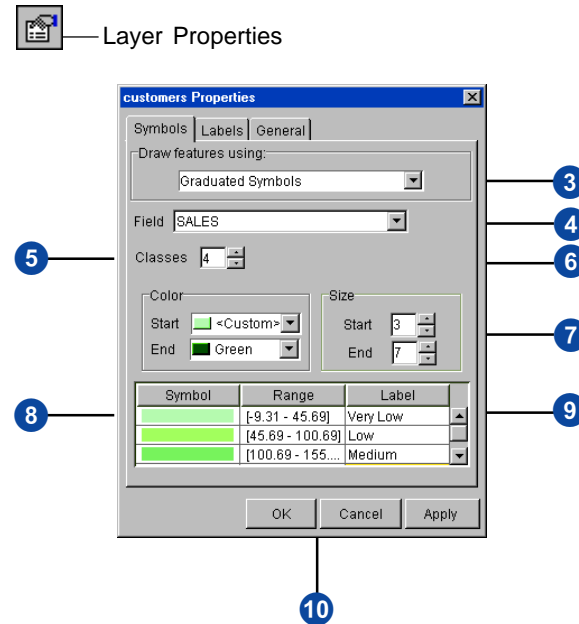 Layer Properties
customers Properties
Symbols Labels General
Draw features using:
Graduated Symbols
3
Field SALES
4
5
Classes 4
6
Color
Size
Start <Custom>
Start 3
End Green
End 7
7
Symbol Range Label
8
[-9.31 - 45.69] Very Low
9
[45.69 - 100.69] Low
[100.69 - 155.... Medium
OK Cancel Apply
10